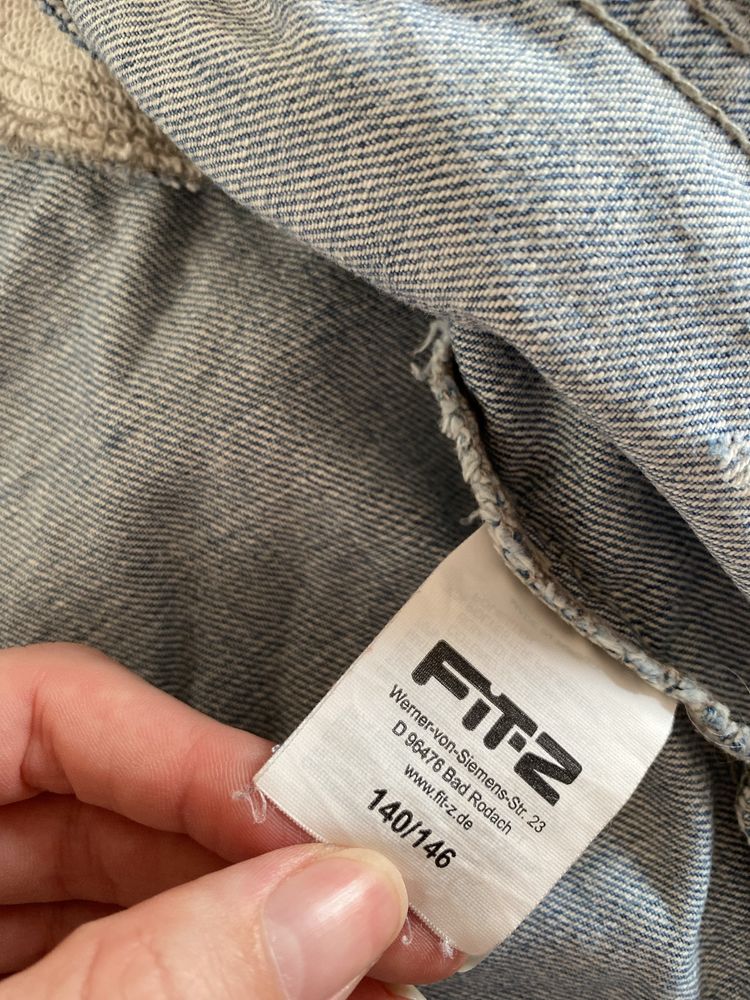 FiT-Z
Werner-von-Siemens-Str. 23
D 96476 Bad Rodach
www.fit-z.de
140/146